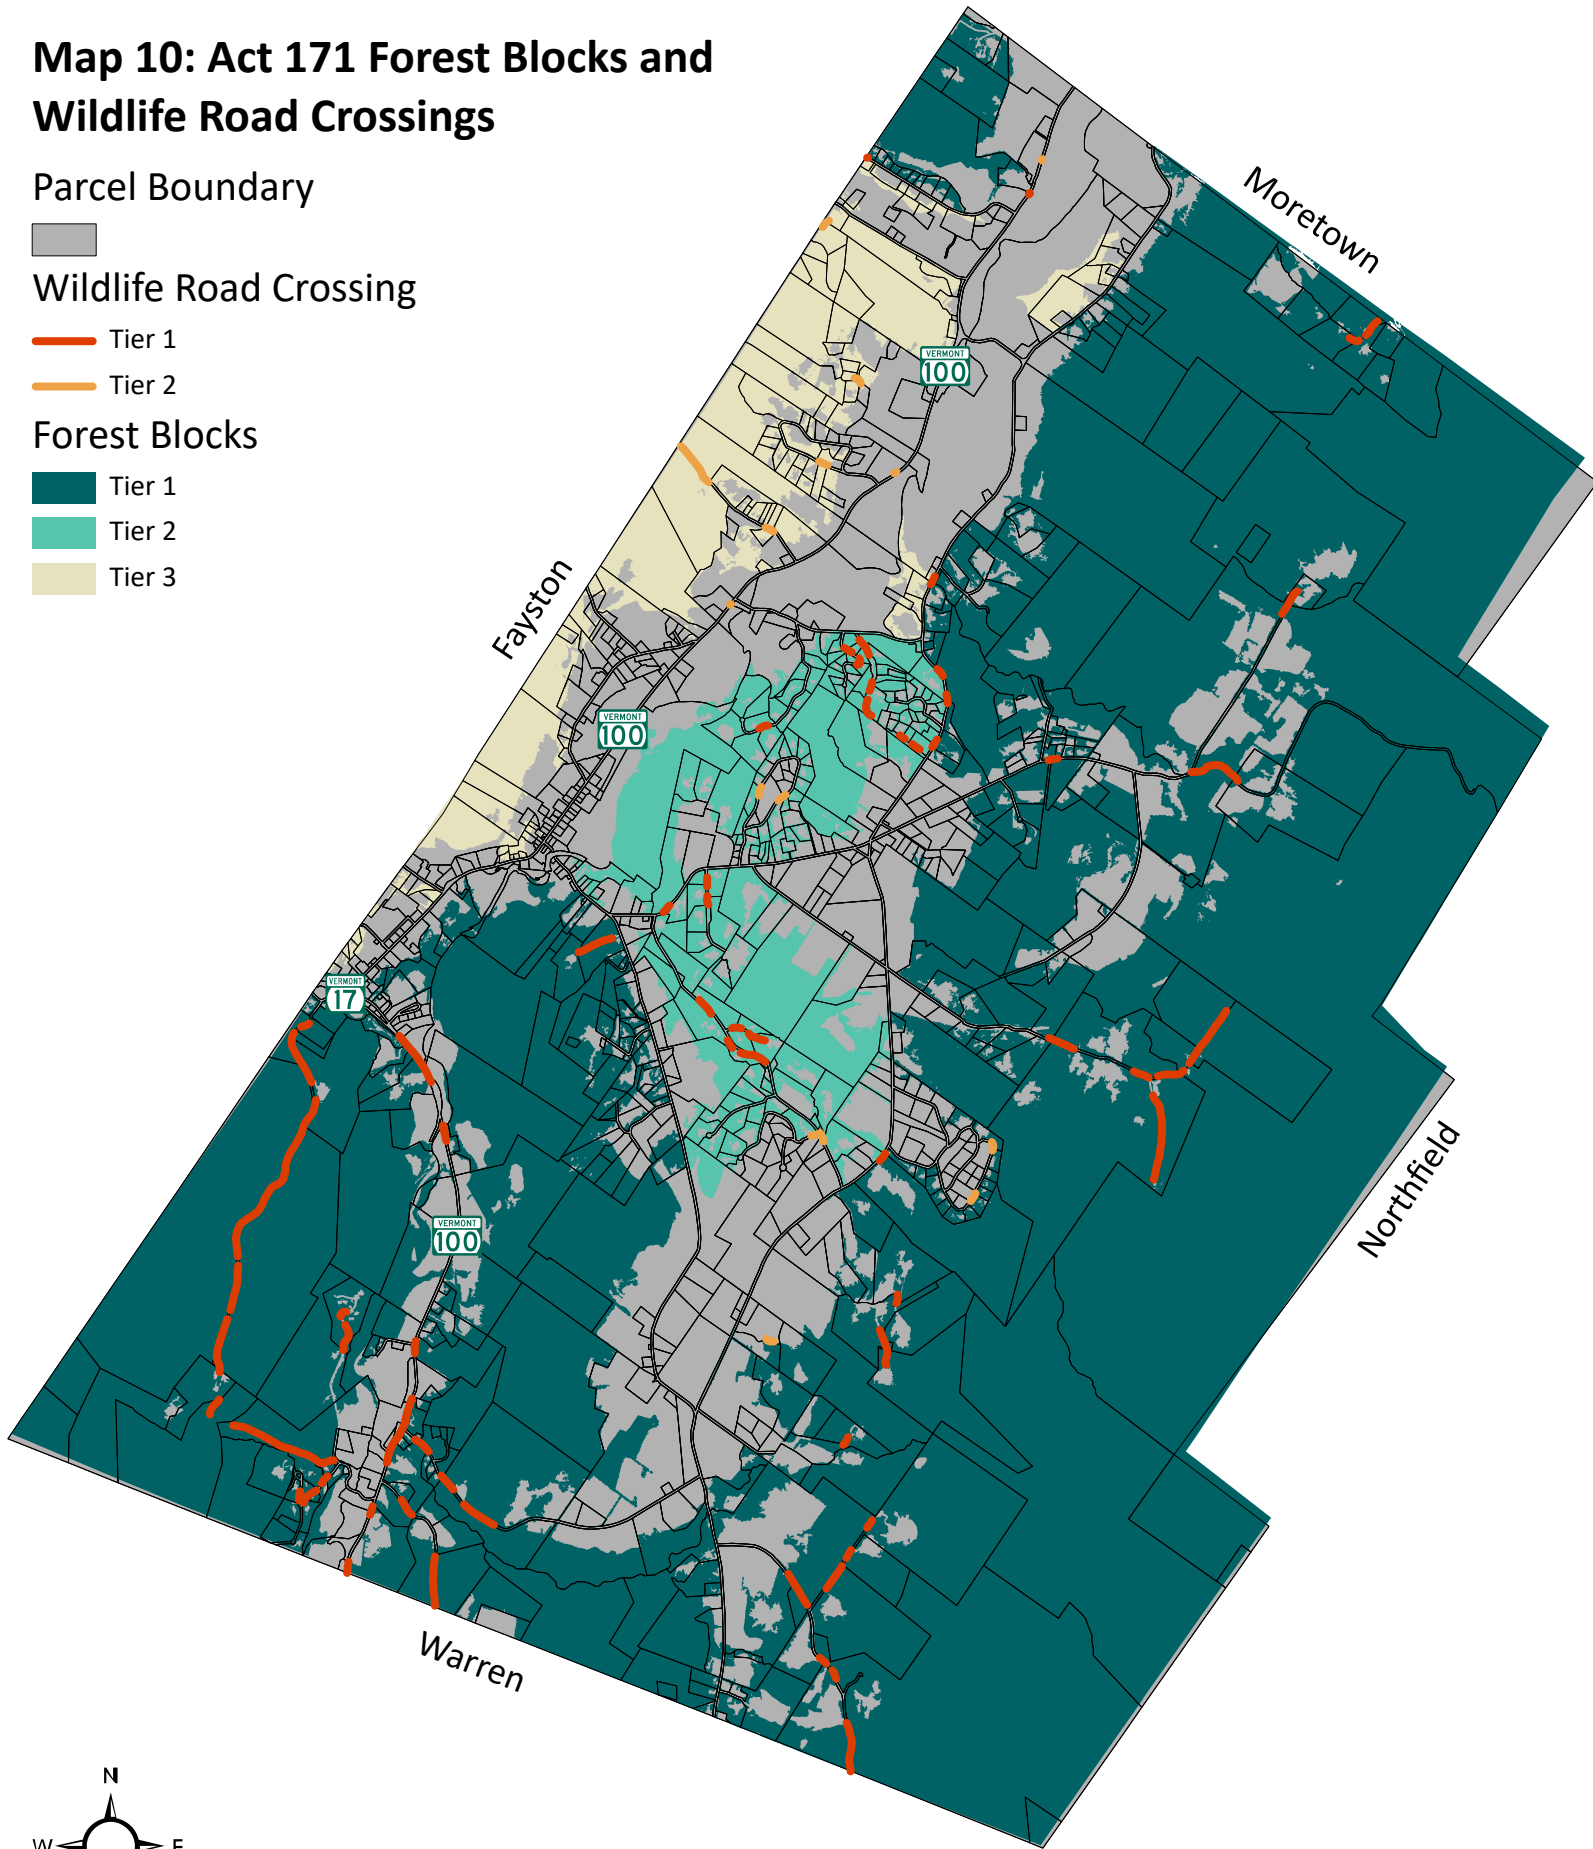 Map 10: Act 171 Forest Blocks and
Wildlife Road Crossings
Parcel Boundary
Wildlife Road Crossing
Tier 1
Tier 2
Forest Blocks
Tier 1
Tier 2
Tier 3
Moretown
VERMONT
100
Fayston
VERMONT
100
VERMONT
17
Northfield
VERMONT
100
Warren
N
W E